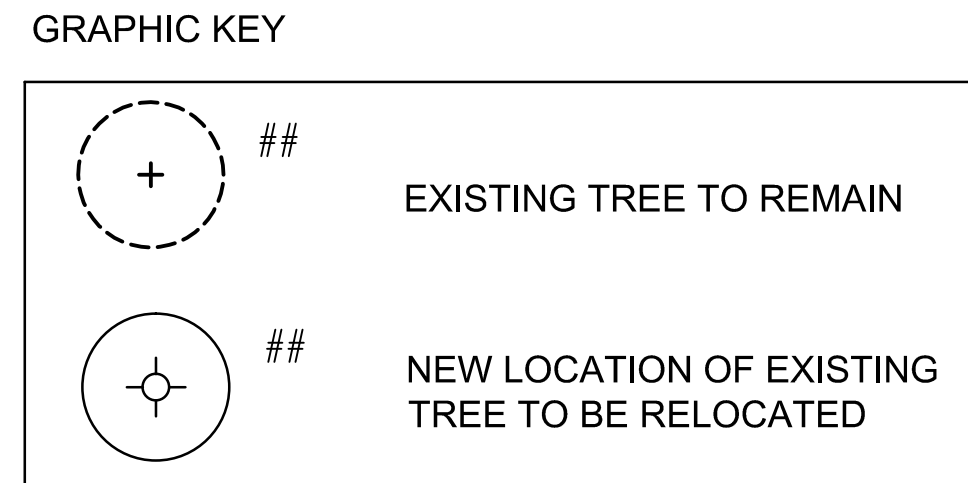 GRAPHIC KEY
##
EXISTING TREE TO REMAIN
##
NEW LOCATION OF EXISTING
TREE TO BE RELOCATED